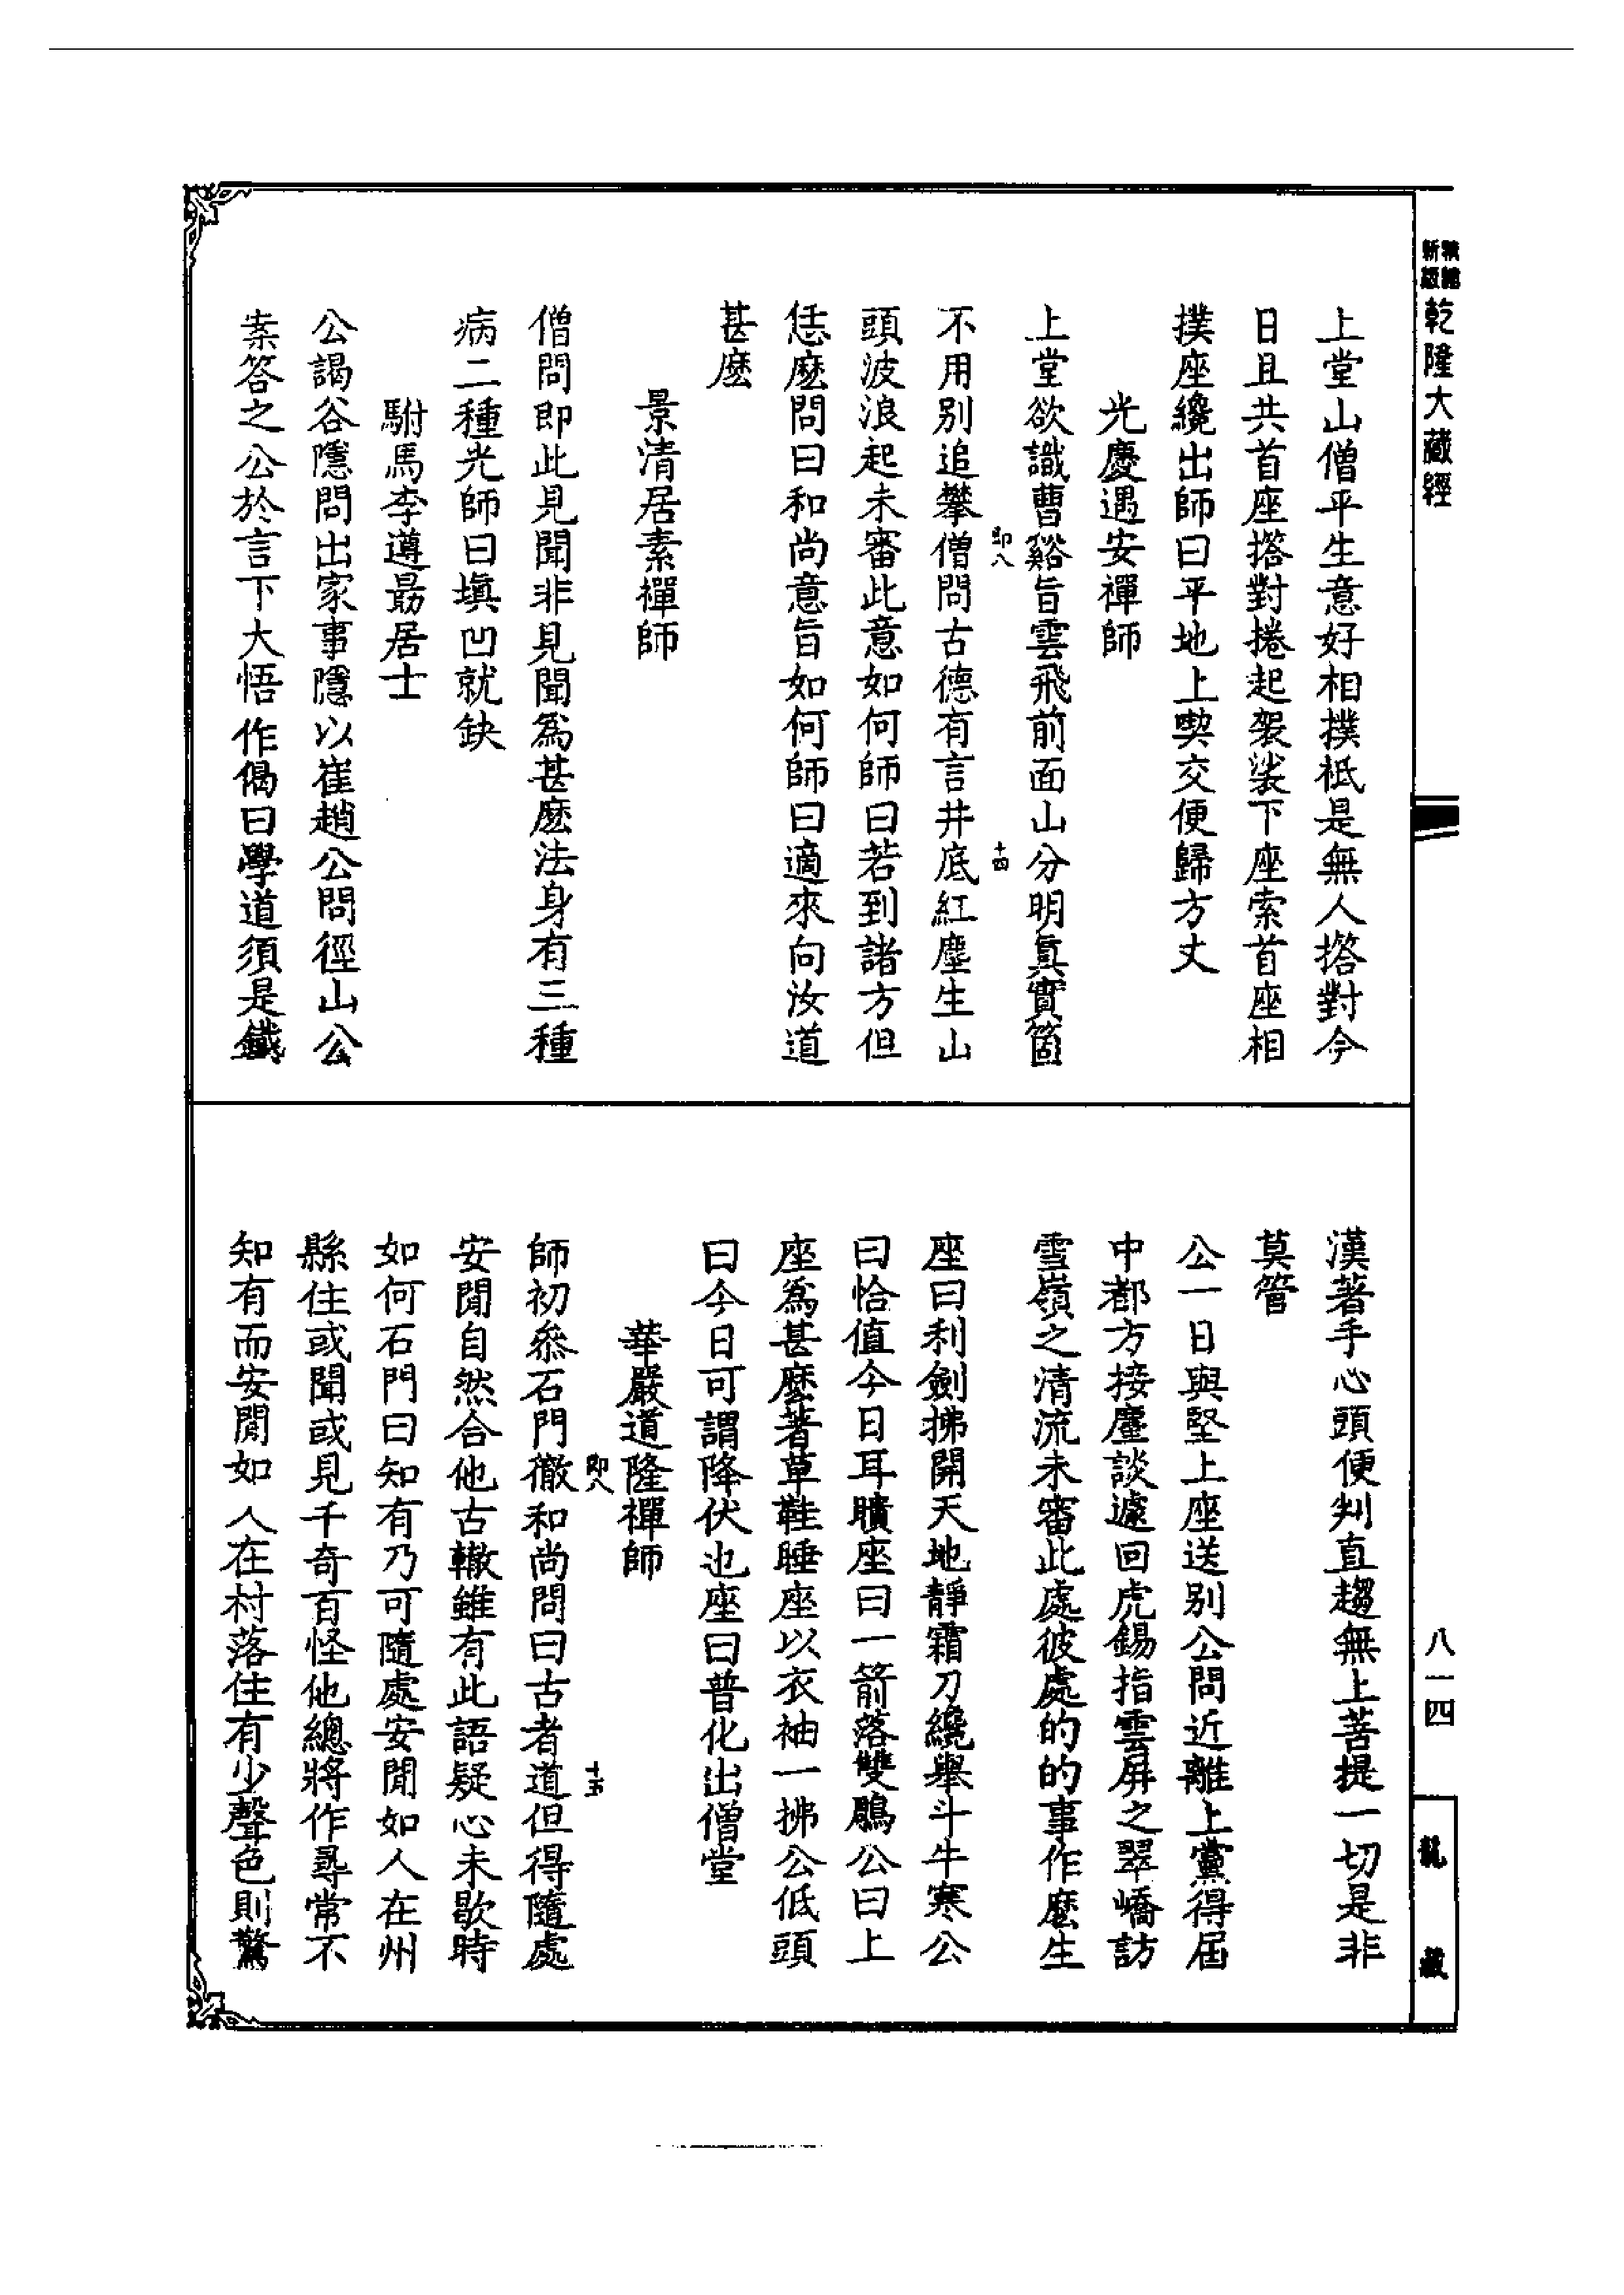 乾隆大藏經
上堂山僧平生意好相撲祇是無人搭對今
日且共首座搭對捲起袈裟下座索首座相
撲座纔出師曰平地上喫交便歸方丈
光慶遇安禪師
上堂欲識曹谿旨雲飛前面山分明眞實箇
即八
十四
不用別追攀僧問古德有言井底紅塵生山
頭波浪起未審此意如何師曰若到諸方但
恁麽問曰和尚意旨如何師曰適來向汝道
甚麽
景清居素禪師
僧問即此見聞非見聞爲甚麽法身有三種
病二種光師曰塡凹就缺
駙馬李遵勗居士
公謁谷隱問出家事隱以崔趙公問徑山公
案答之公於言下大悟作偈曰學道須是鐵
漢著手心頭便判直趨無上菩提一切是非
莫管
公一日與堅上座送別公問近離上黨得屆
中都方接麈談遽回虎錫指雲屏之翠嶠訪
雪嶺之清流未審此處彼處的的事作麽生
座曰利劍拂開天地靜霜刀纔舉斗牛寒公
曰恰值今日耳聵座曰一箭落雙鵰公曰上
座爲甚麽著草鞋睡座以衣袖一拂公低頭
曰今日可謂降伏也座曰普化出僧堂
華嚴道隆禪師
即八
十五
師初叅石門徹和尚問曰古者道但得隨處
安閒自然合他古轍雖有此語疑心未歇時
如何石門曰知有乃可隨處安閒如人在州
縣住或聞或見千奇百怪他總將作尋常不
知有而安閒如人在村落住有少聲色則驚
八一四
龍藏